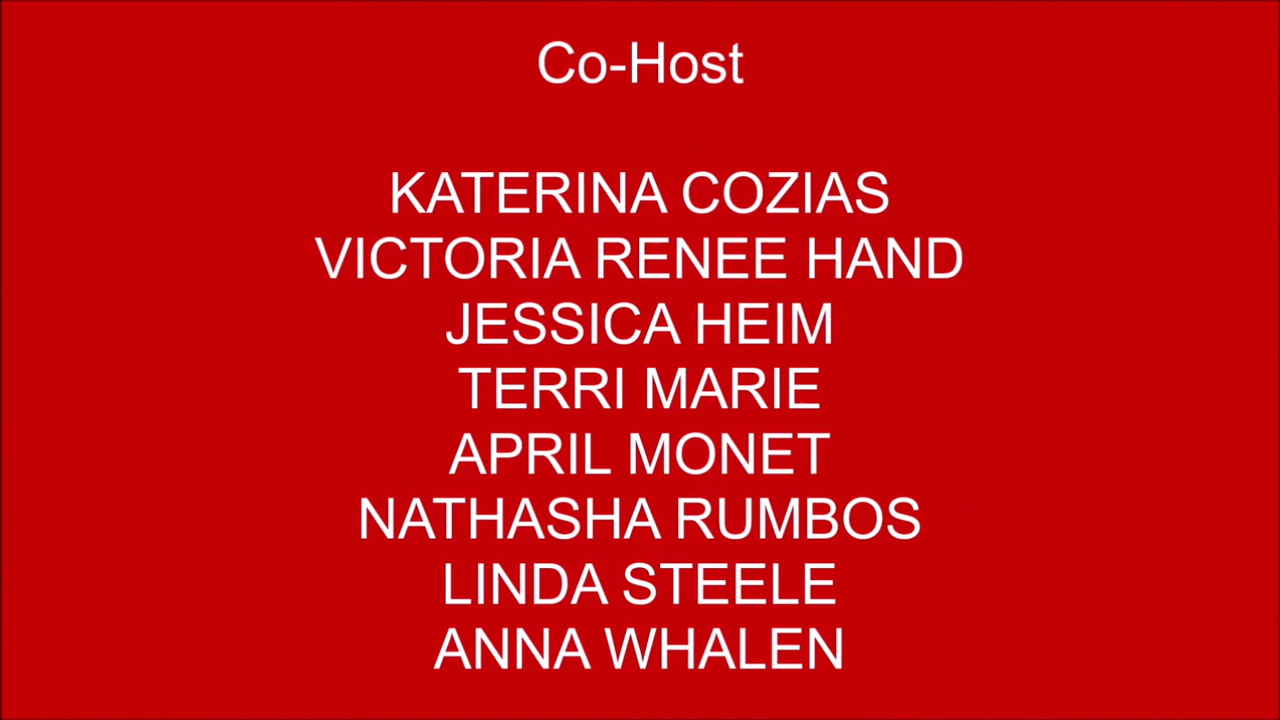 Co-Host
KATERINA COZIAS
VICTORIA RENEE HAND
JESSICA HEIM
TERRI MARIE
APRIL MONET
NATHASHA RUMBOS
LINDA STEELE
ANNA WHALEN